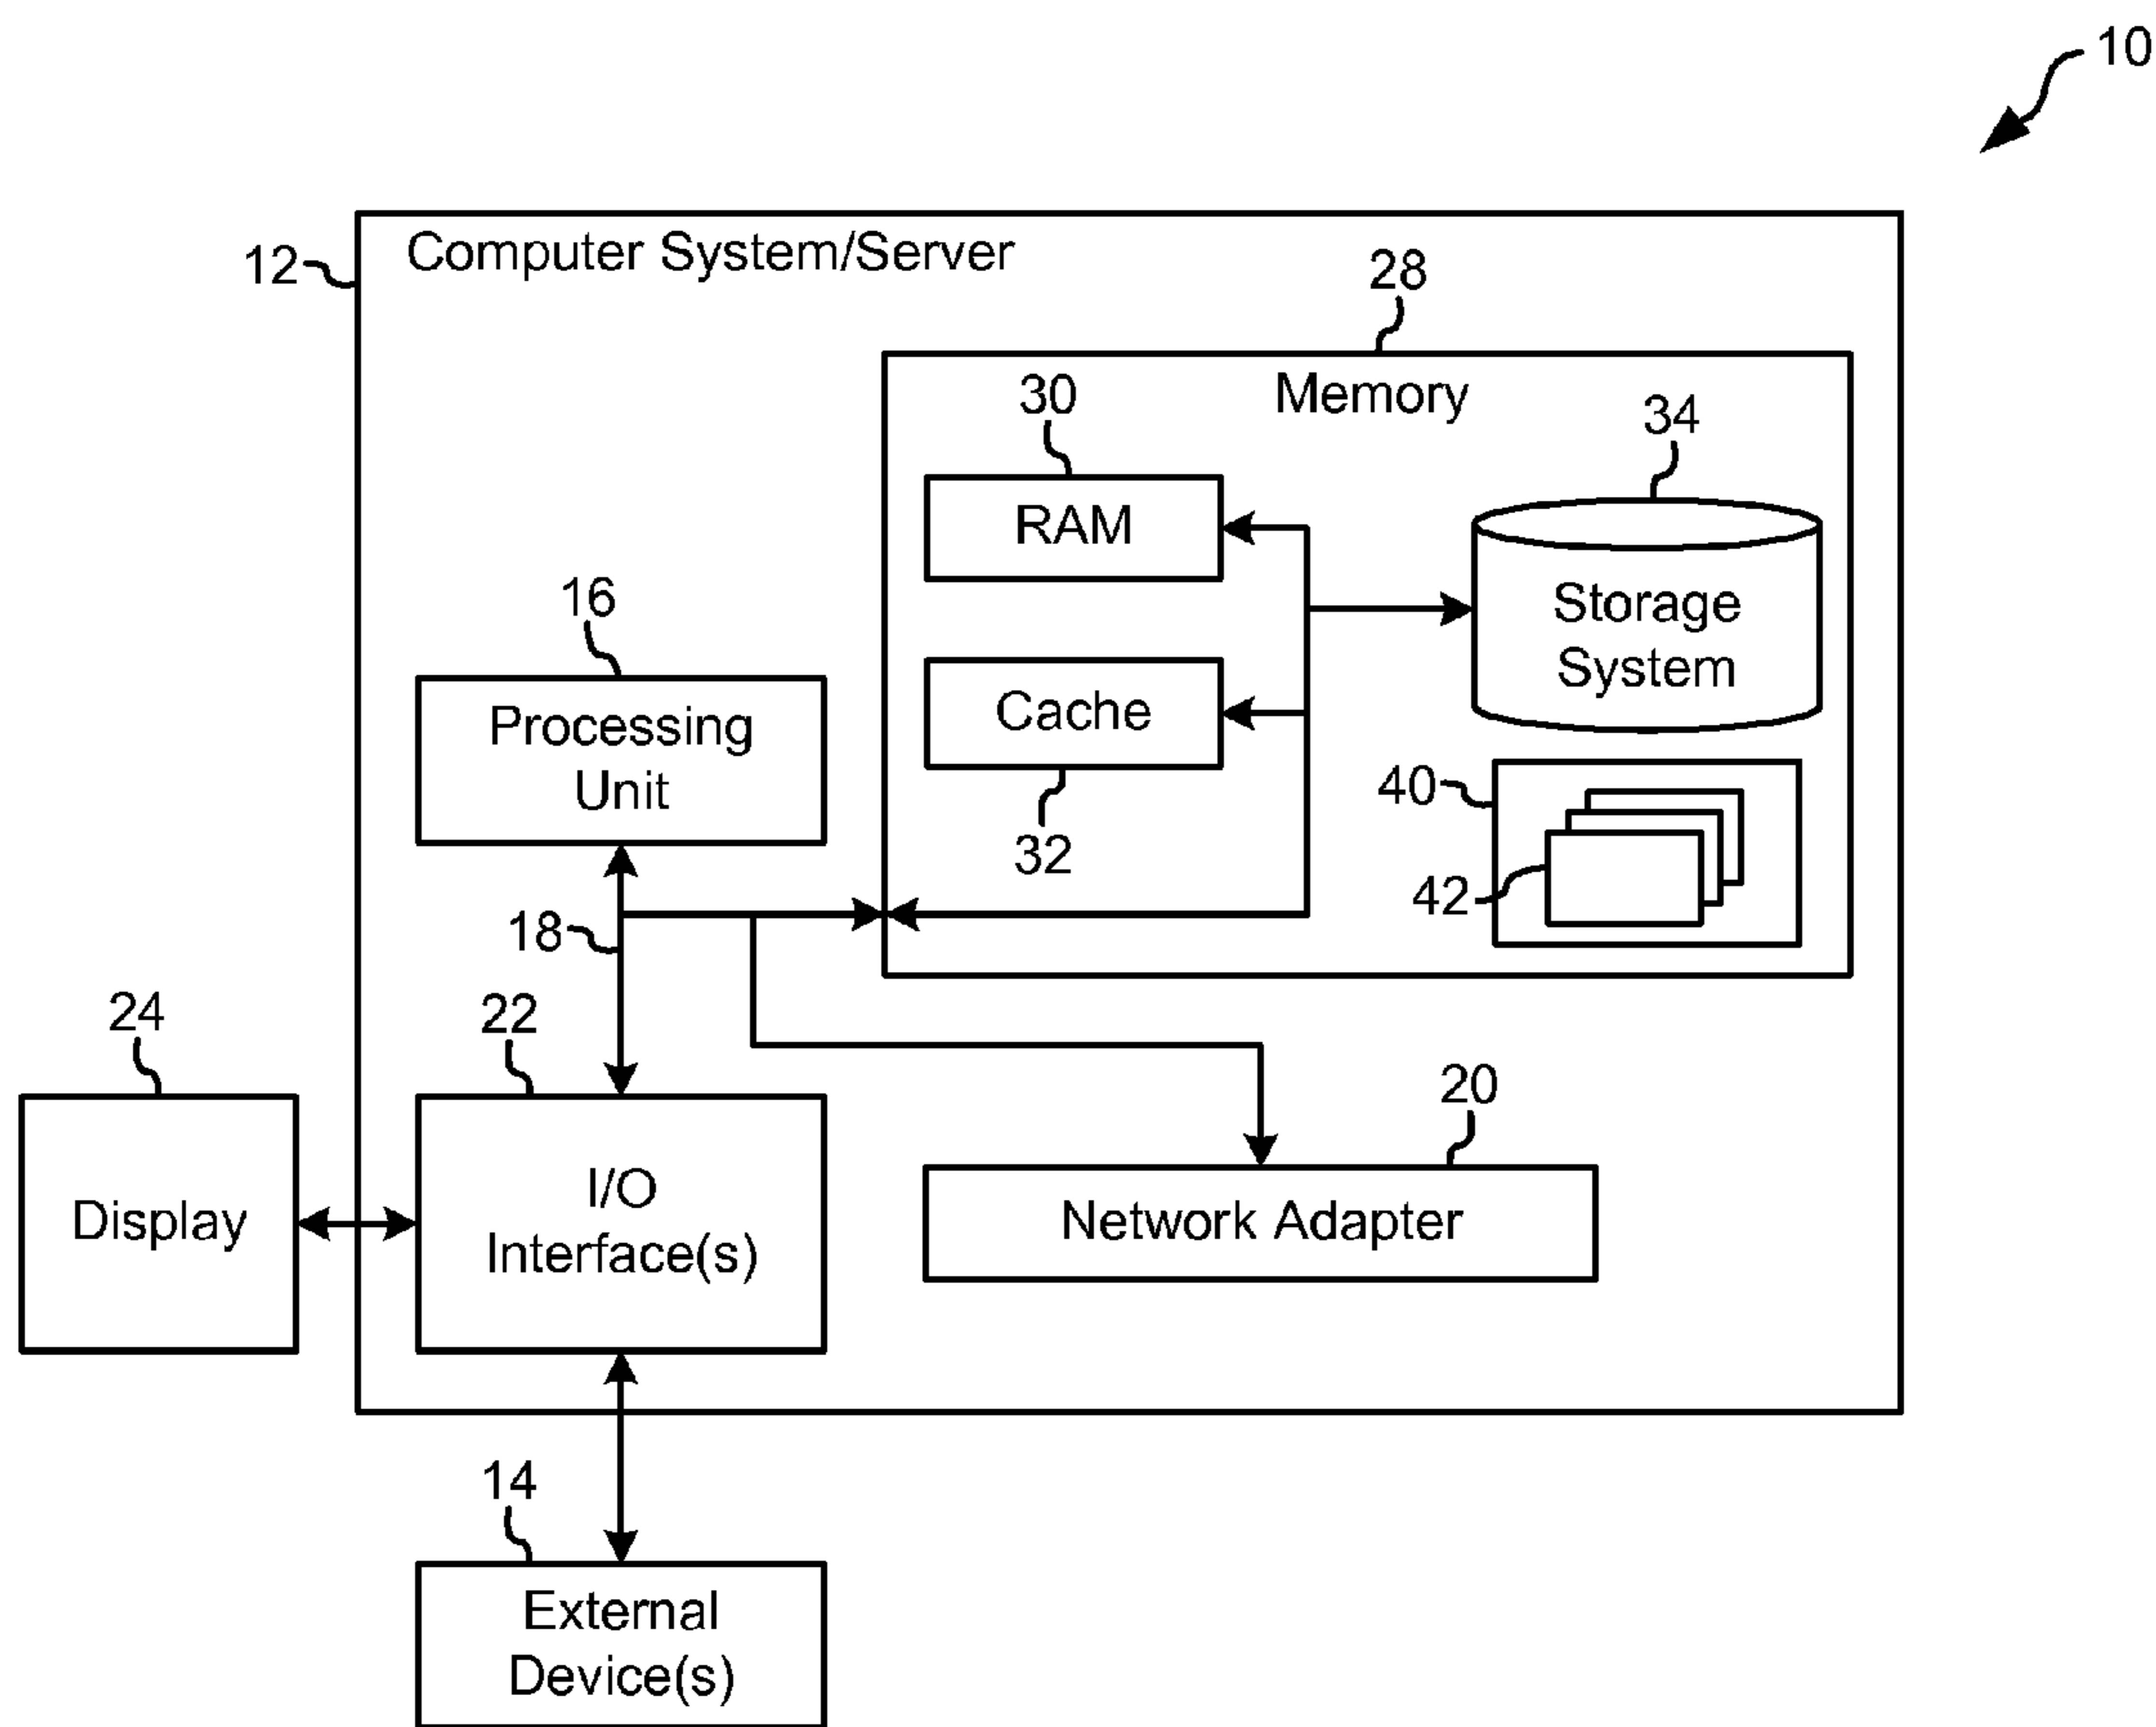 10
12
Computer System/Server
28
Memory
30
RAM
34
Storage
System
16
Processing
Unit
Cache
32
40
42
18
24
Display
22
I/O
Interface(s)
20
Network Adapter
14
External
Device(s)